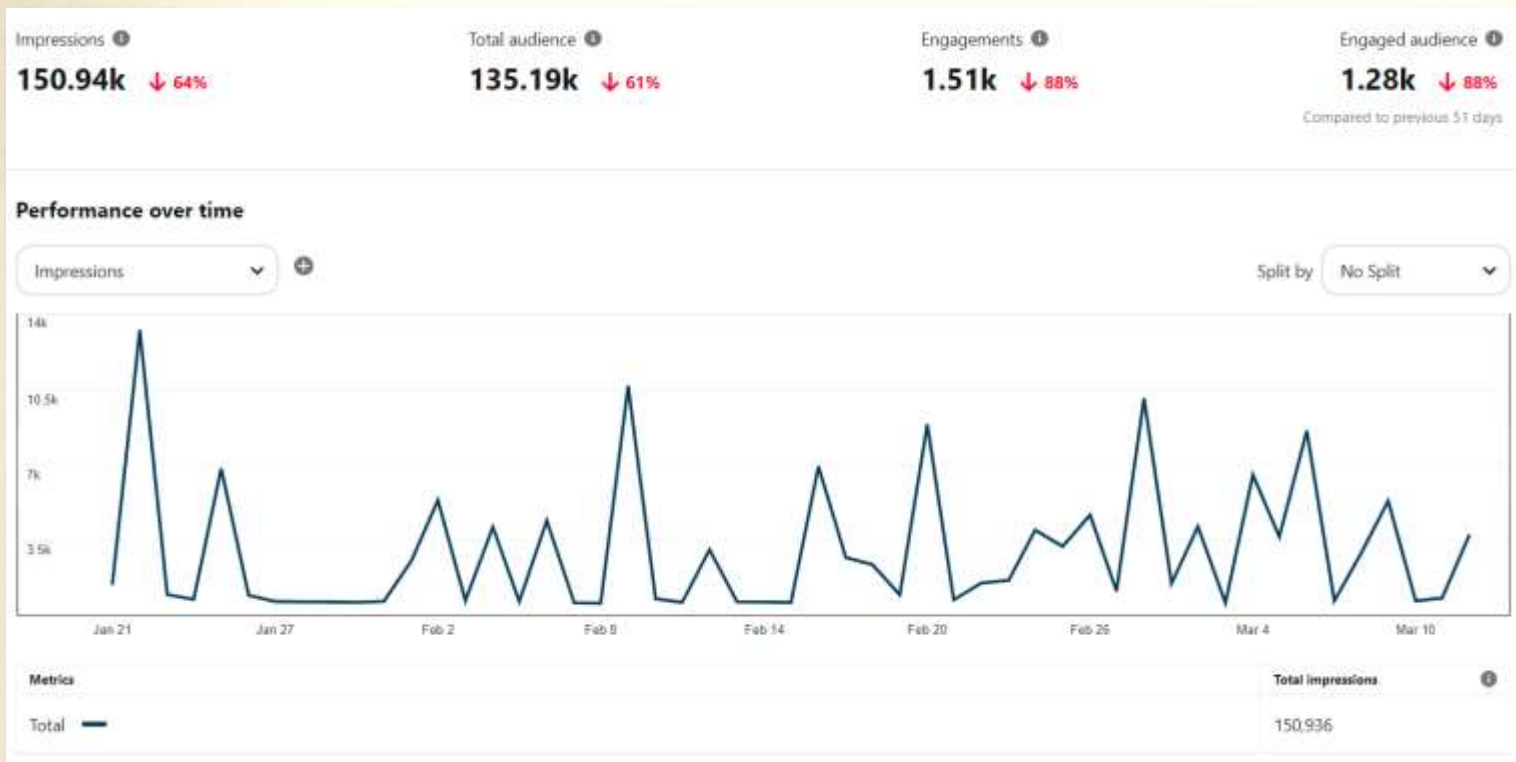 Impressions Total audience Engagements Engaged audience
150.94k ↓ 64% 135.19k ↓ 61% 1.51k ↓ 88% 1.28k ↓ 88%
Compared to previous 51 days
Performance over time
Impressions Split by No Split
14k
10.5k
7k
3.5k
Jan 21 Jan 27 Feb 2 Feb 8 Feb 14 Feb 20 Feb 26 Mar 4 Mar 10
Metrics Total impressions
Total 150,936